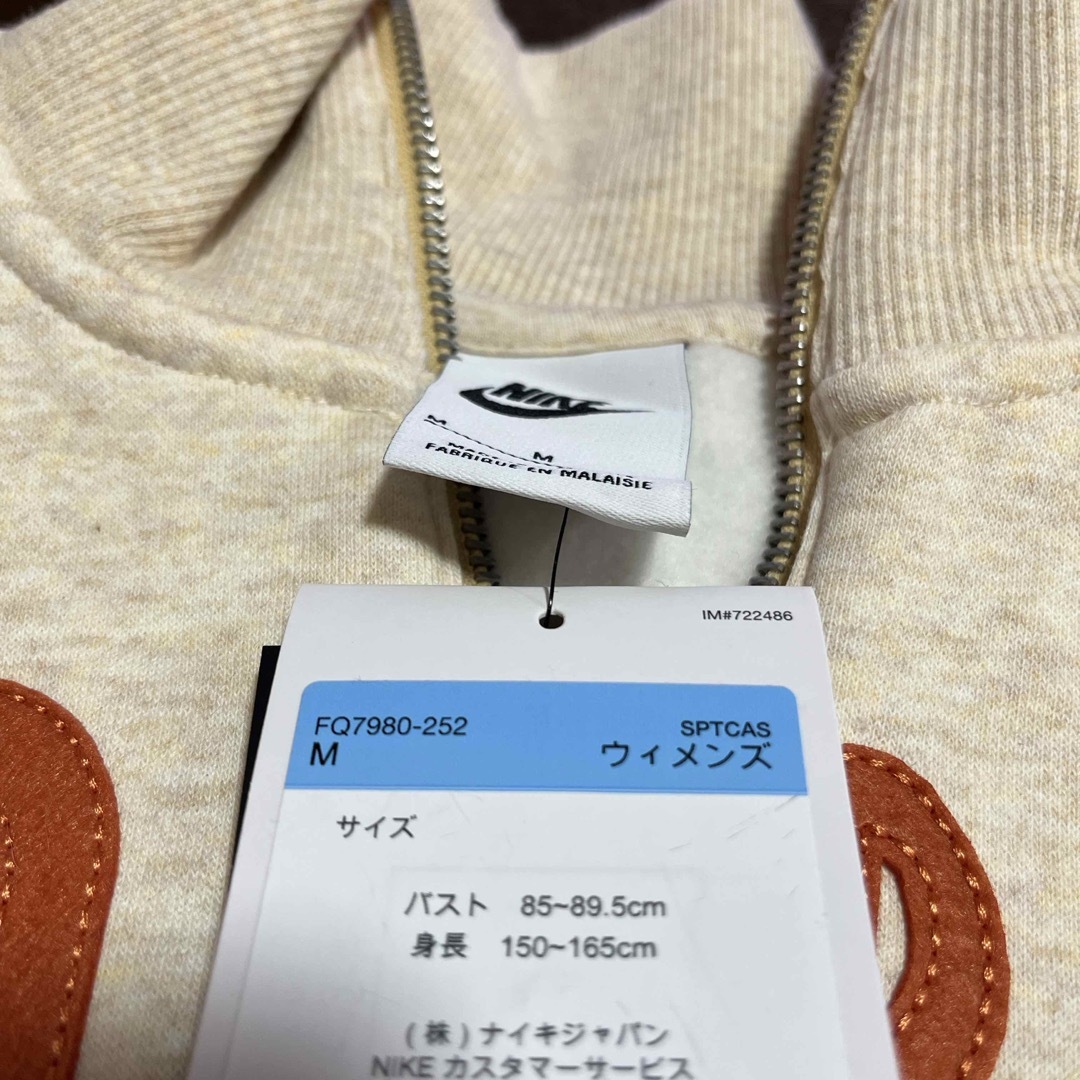 NIKE
M
M
FABRIQUÉ EN MALAISIE
IM#722486
FQ7980-252 SPTCAS
M ウィメンズ
サイズ
バスト 85~89.5cm
身長 150~165cm
(株)ナイキジャパン
NIKE カスタマーサービス